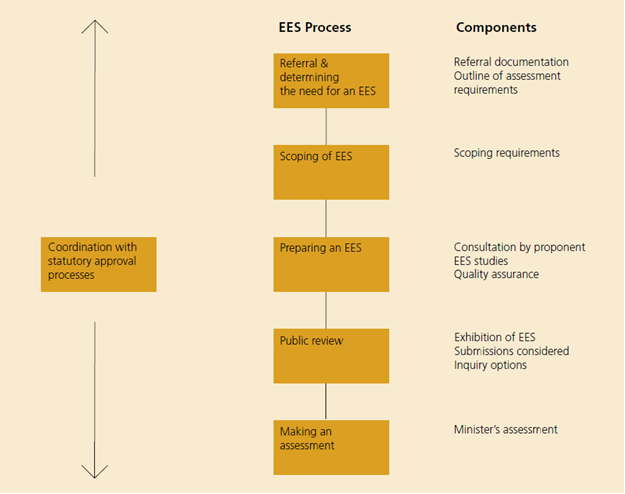 EES Process
Components
Referral &
determining
the need for an EES
Referral documentation
Outline of assessment
requirements
Scoping of EES
Scoping requirements
Coordination with
statutory approval
processes
Preparing an EES
Consultation by proponent
EES studies
Quality assurance
Public review
Exhibition of EES
Submissions considered
Inquiry options
Making an
assessment
Minister's assessment